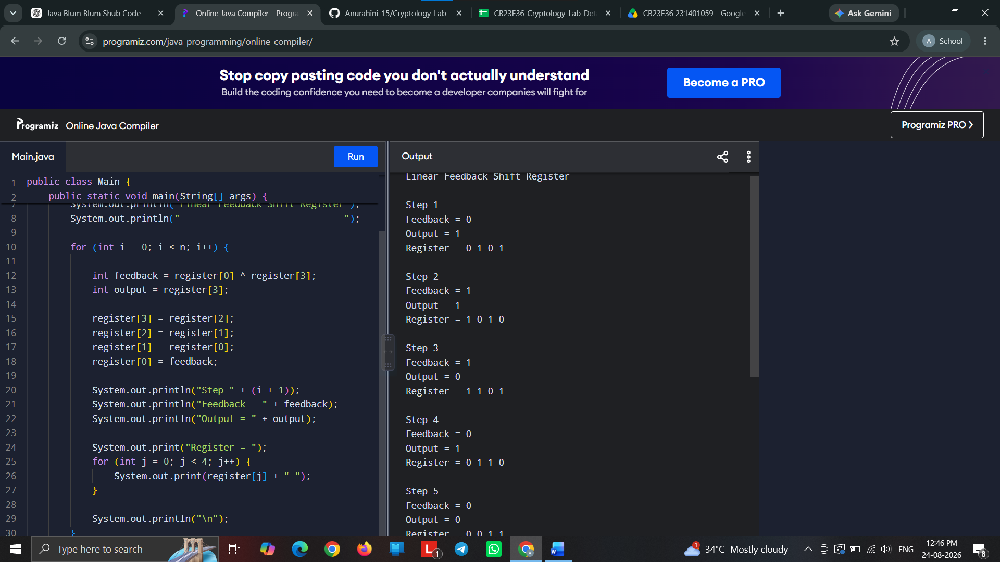 Java Blum Blum Shub Code
Online Java Compiler - Progra
Anurahini-15/Cryptology-Lab
CB23E36-Cryptology-Lab-Det
CB23E36 231401059 - Google
Ask Gemini
programiz.com/java-programming/online-compiler/
A School
Stop copy pasting code you don't actually understand
Build the coding confidence you need to become a developer companies will fight for
Become a PRO
Programiz Online Java Compiler
Programiz PRO
Main.java
Run
1 public class Main {
2 public static void main(String[] args) {
7 System.out.println("Linear Feedback Shift Register");
8 System.out.println("------------------------------");
9
10 for (int i = 0; i < n; i++) {
11
12 int feedback = register[0] ^ register[3];
13 int output = register[3];
14
15 register[3] = register[2];
16 register[2] = register[1];
17 register[1] = register[0];
18 register[0] = feedback;
19
20 System.out.println("Step " + (i + 1));
21 System.out.println("Feedback = " + feedback);
22 System.out.println("Output = " + output);
23
24 System.out.print("Register = ");
25 for (int j = 0; j < 4; j++) {
26 System.out.print(register[j] + " ");
27 }
28
29 System.out.println("\n");
30 }
Output
Linear Feedback Shift Register
------------------------------
Step 1
Feedback = 0
Output = 1
Register = 0 1 0 1
Step 2
Feedback = 1
Output = 1
Register = 1 0 1 0
Step 3
Feedback = 1
Output = 0
Register = 1 1 0 1
Step 4
Feedback = 0
Output = 1
Register = 0 1 1 0
Step 5
Feedback = 0
Output = 0
Register = 0 0 1 1
Type here to search
L 1
1
34°C Mostly cloudy
ENG
12:46 PM
24-08-2026
8